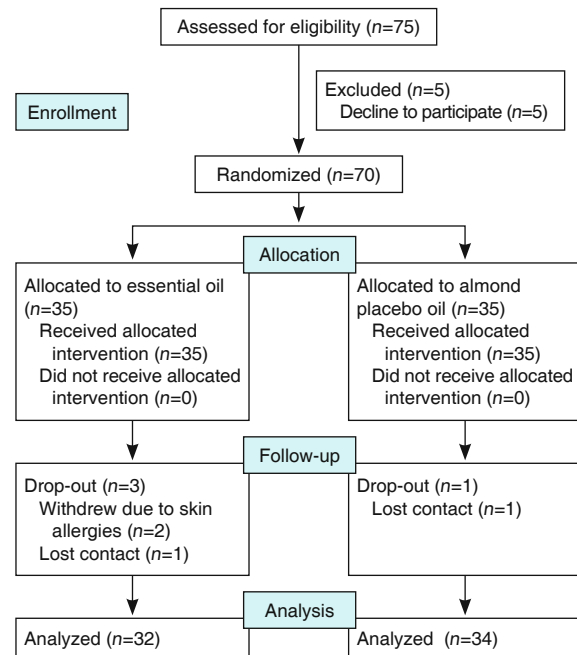 Assessed for eligibility (n=75)
Excluded (n=5)
Decline to participate (n=5)
Enrollment
Randomized (n=70)
Allocation
Allocated to essential oil
(n=35)
Received allocated
intervention (n=35)
Did not receive allocated
intervention (n=0)
Allocated to almond
placebo oil (n=35)
Received allocated
intervention (n=35)
Did not receive allocated
intervention (n=0)
Follow-up
Drop-out (n=3)
Withdrew due to skin
allergies (n=2)
Lost contact (n=1)
Drop-out (n=1)
Lost contact (n=1)
Analysis
Analyzed (n=32)
Analyzed (n=34)